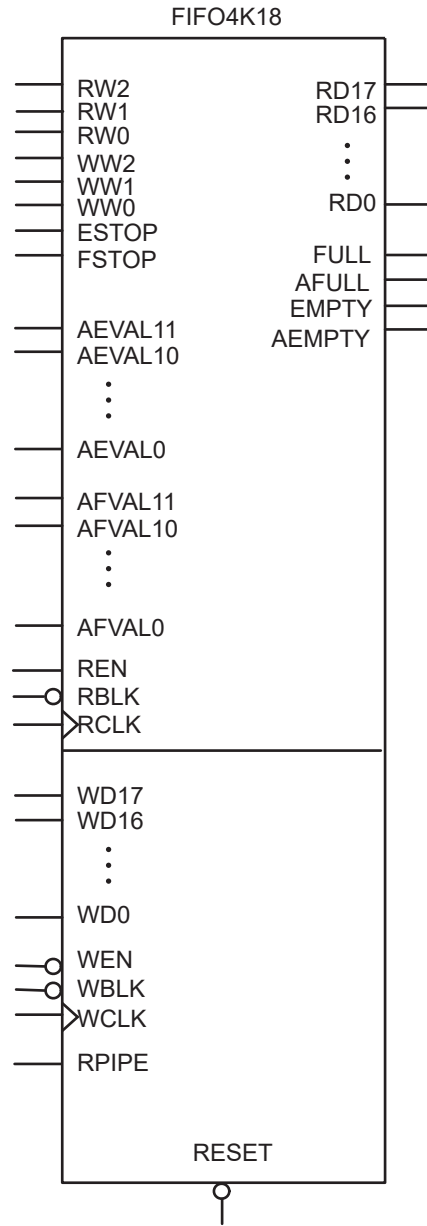 FIFO4K18
RW2
RW1
RW0
WW2
WW1
WW0
ESTOP
FSTOP
AEVAL11
AEVAL10
AEVAL0
AFVAL11
AFVAL10
AFVAL0
REN
RBLK
RCLK
RD17
RD16
RD0
FULL
AFULL
EMPTY
AEMPTY
WD17
WD16
WD0
WEN
WBLK
WCLK
RPIPE
RESET